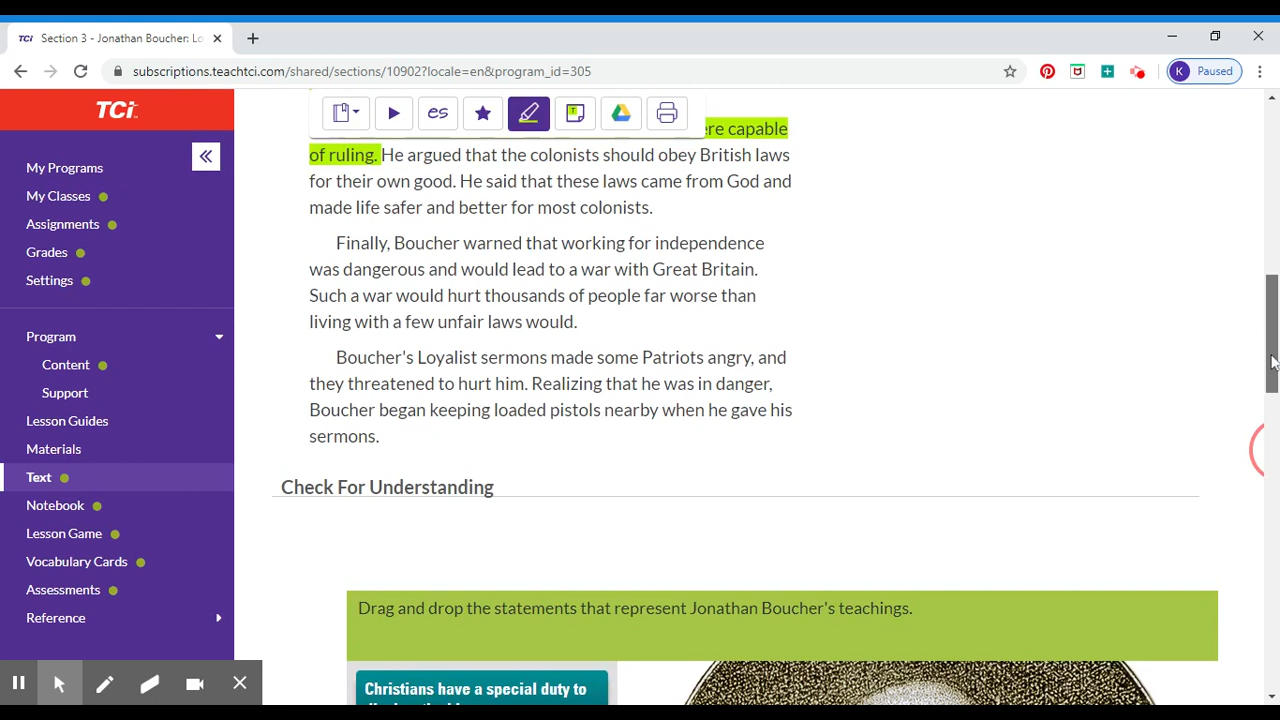 TCi Section 3 - Jonathan Boucher: Lo
subscriptions.teachtci.com/shared/sections/10902?locale=en&program_id=305
K Paused
TCi
My Programs
My Classes
Assignments
Grades
Settings
Program
Content
Support
Lesson Guides
Materials
Text
Notebook
Lesson Game
Vocabulary Cards
Assessments
Reference
es
T
ere capable
of ruling. He argued that the colonists should obey British laws
for their own good. He said that these laws came from God and
made life safer and better for most colonists.
Finally, Boucher warned that working for independence
was dangerous and would lead to a war with Great Britain.
Such a war would hurt thousands of people far worse than
living with a few unfair laws would.
Boucher's Loyalist sermons made some Patriots angry, and
they threatened to hurt him. Realizing that he was in danger,
Boucher began keeping loaded pistols nearby when he gave his
sermons.
Check For Understanding
Drag and drop the statements that represent Jonathan Boucher's teachings.
Christians have a special duty to